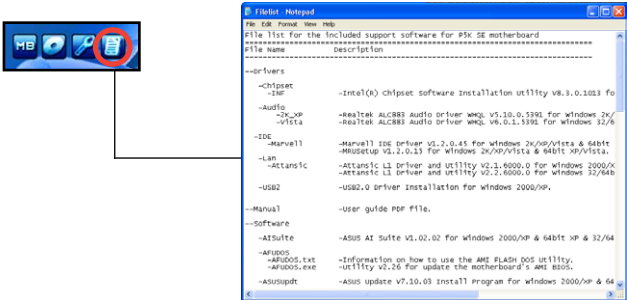 MB
Filelist - Notepad
File Edit Format View Help
File list for the included support software for P5K SE motherboard
================================================================
File Name Description
----------------------------------------------------------------
--Drivers
-Chipset
-INF -Intel(R) Chipset Software Installation Utility V8.3.0.1013 fo
-Audio
-2K_XP -Realtek ALC883 Audio Driver WHQL V5.10.0.5391 for Windows 2K/
-Vista -Realtek ALC883 Audio Driver WHQL V6.0.1.5391 for Windows 32/6
-IDE
-Marvell -Marvell IDE Driver V1.2.0.45 for Windows 2K/XP/Vista & 64bit
-MRUSetup V1.2.0.15 for Windows 2K/XP/Vista & 64bit XP/Vista.
-Lan
-Attansic -Attansic L1 Driver and Utility V2.1.6000.0 for Windows 2000/X
-Attansic L1 Driver and Utility V2.2.6000.0 for Windows 32/64b
-USB2 -USB2.0 Driver Installation for Windows 2000/XP.
--Manual -User guide PDF file.
--Software
-AISuite -ASUS AI Suite V1.02.02 for Windows 2000/XP & 64bit XP & 32/64
-AFUDOS
-AFUDOS.txt -Information on how to use the AMI FLASH DOS Utility.
-AFUDOS.exe -Utility V2.26 for update the motherboard's AMI BIOS.
-ASUSUpdt -ASUS Update V7.10.03 Install Program for Windows 2000/XP & 64